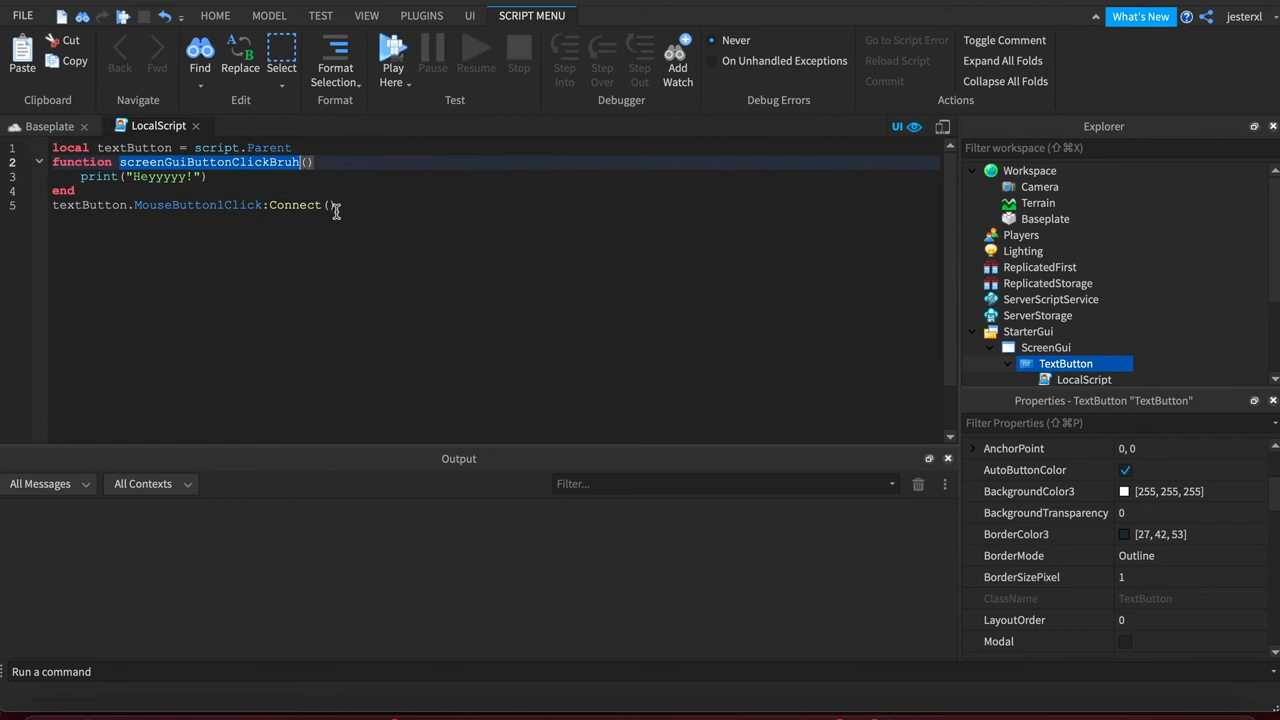 FILE HOME MODEL TEST VIEW PLUGINS UI SCRIPT MENU What's New jesterxl
Paste Cut Copy Back Fwd Find Replace Select Format Selection Play Here Pause Resume Stop Step Into Step Over Step Out Add Watch Never On Unhandled Exceptions Go to Script Error Reload Script Commit Toggle Comment Expand All Folds Collapse All Folds
Clipboard Navigate Edit Format Test Debugger Debug Errors Actions
Baseplate LocalScript UI
1 local textButton = script.Parent
2 function screenGuiButtonClickBruh()
3 print("Heyyyyy!")
4 end
5 textButton.MouseButton1Click:Connect()
Explorer
Filter workspace (⇧⌘X)
Workspace
Camera
Terrain
Baseplate
Players
Lighting
ReplicatedFirst
ReplicatedStorage
ServerScriptService
ServerStorage
StarterGui
ScreenGui
TextButton
LocalScript
Properties - TextButton "TextButton"
Filter Properties (⇧⌘P)
AnchorPoint 0, 0
AutoButtonColor
BackgroundColor3 [255, 255, 255]
BackgroundTransparency 0
BorderColor3 [27, 42, 53]
BorderMode Outline
BorderSizePixel 1
ClassName TextButton
LayoutOrder 0
Modal
Output
All Messages All Contexts Filter...
Run a command